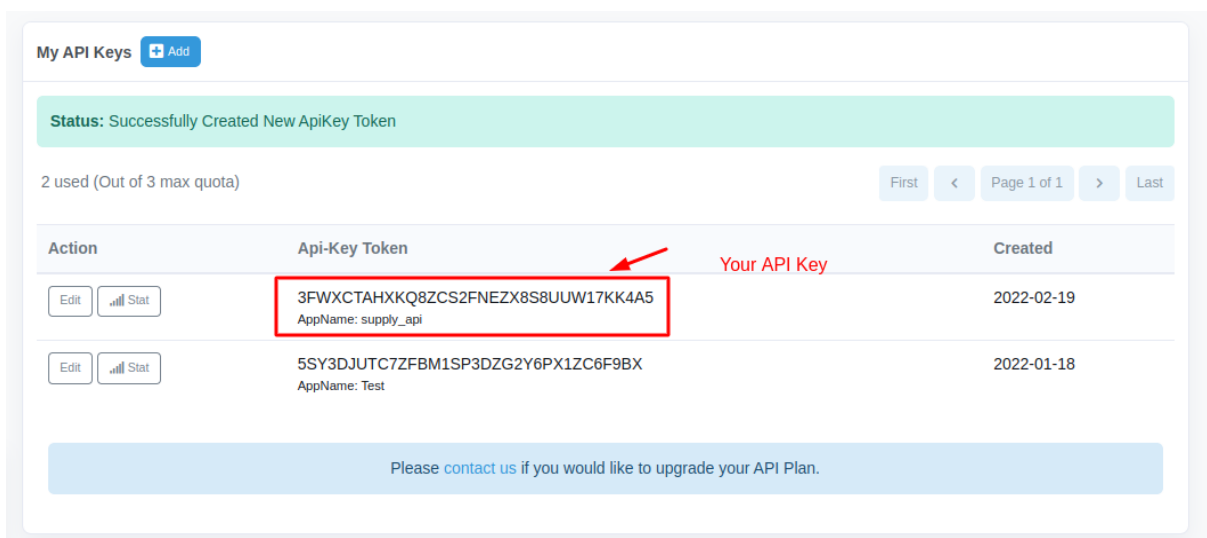 My API Keys Add
Status: Successfully Created New ApiKey Token
2 used (Out of 3 max quota) First < Page 1 of 1 > Last
Action Api-Key Token Created
Your API Key
Edit Stat 3FWXCTAHXKQ8ZCS2FNEZX8S8UUW17KK4A5 2022-02-19
AppName: supply_api
Edit Stat 5SY3DJUTC7ZFBM1SP3DZG2Y6PX1ZC6F9BX 2022-01-18
AppName: Test
Please contact us if you would like to upgrade your API Plan.